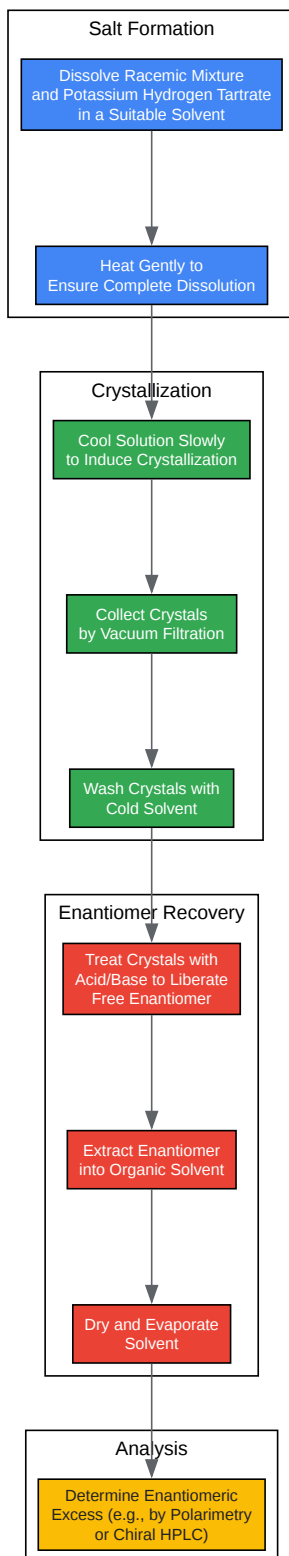 Salt Formation
Dissolve Racemic Mixture
and Potassium Hydrogen Tartrate
in a Suitable Solvent
Heat Gently to
Ensure Complete Dissolution
Crystallization
Cool Solution Slowly
to Induce Crystallization
Collect Crystals
by Vacuum Filtration
Wash Crystals with
Cold Solvent
Enantiomer Recovery
Treat Crystals with
Acid/Base to Liberate
Free Enantiomer
Extract Enantiomer
into Organic Solvent
Dry and Evaporate
Solvent
Analysis
Determine Enantiomeric
Excess (e.g., by Polarimetry
or Chiral HPLC)